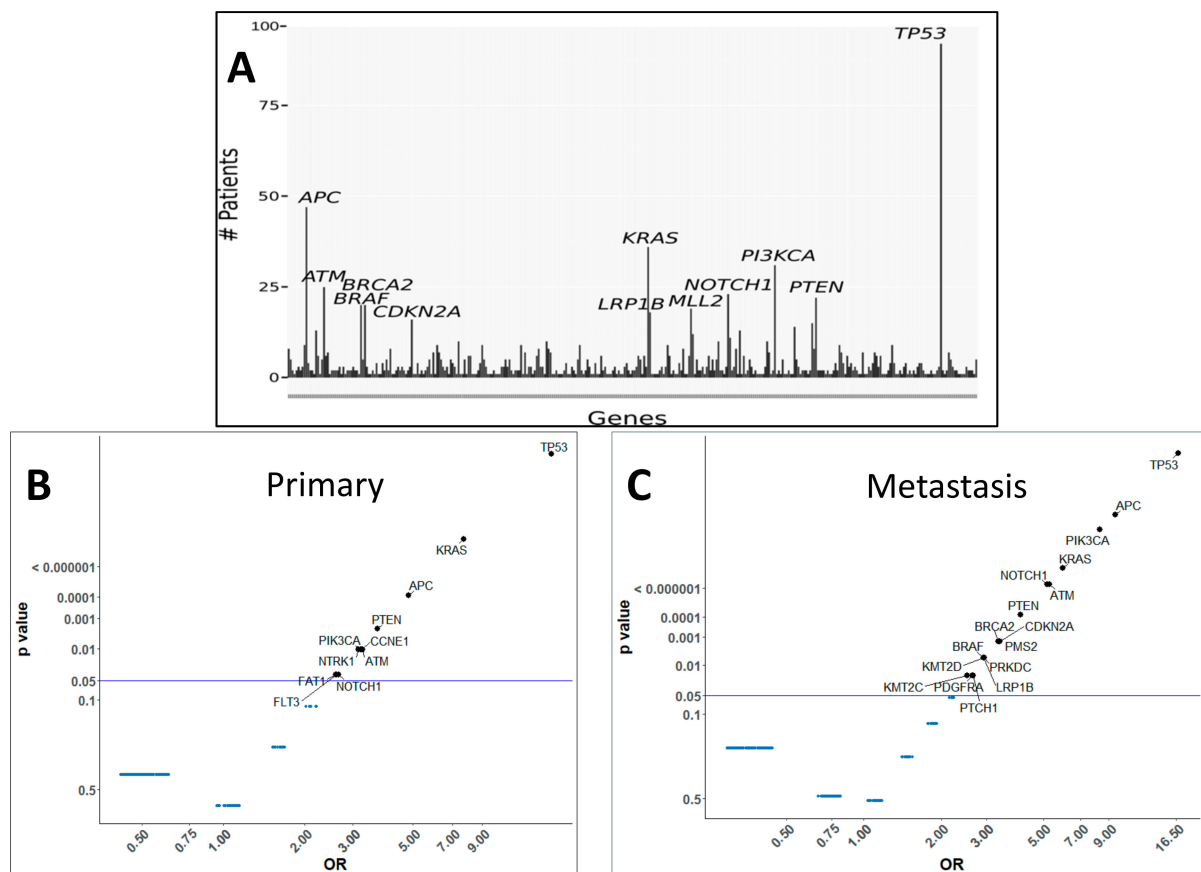 A
100
75
50
25
0
# Patients
TP53
APC
KRAS
PI3KCA
ATM
BRCA2
BRAF
CDKN2A
LRP1B
MLL2
NOTCH1
PTEN
Genes
B
Primary
p value
< 0.000001
0.0001
0.001
0.01
0.05
0.1
0.5
TP53
KRAS
APC
PTEN
PIK3CA
CCNE1
NTRK1
ATM
FAT1
NOTCH1
FLT3
0.50
0.75
1.00
2.00
3.00
5.00
7.00
9.00
OR
C
Metastasis
p value
< 0.000001
0.0001
0.001
0.01
0.05
0.1
0.5
TP53
APC
PIK3CA
KRAS
NOTCH1
ATM
PTEN
BRCA2
CDKN2A
BRAF
PMS2
KMT2D
PRKDC
KMT2C
PDGFRA
LRP1B
PTCH1
0.50
0.75
1.00
2.00
3.00
5.00
7.00
9.00
16.50
OR